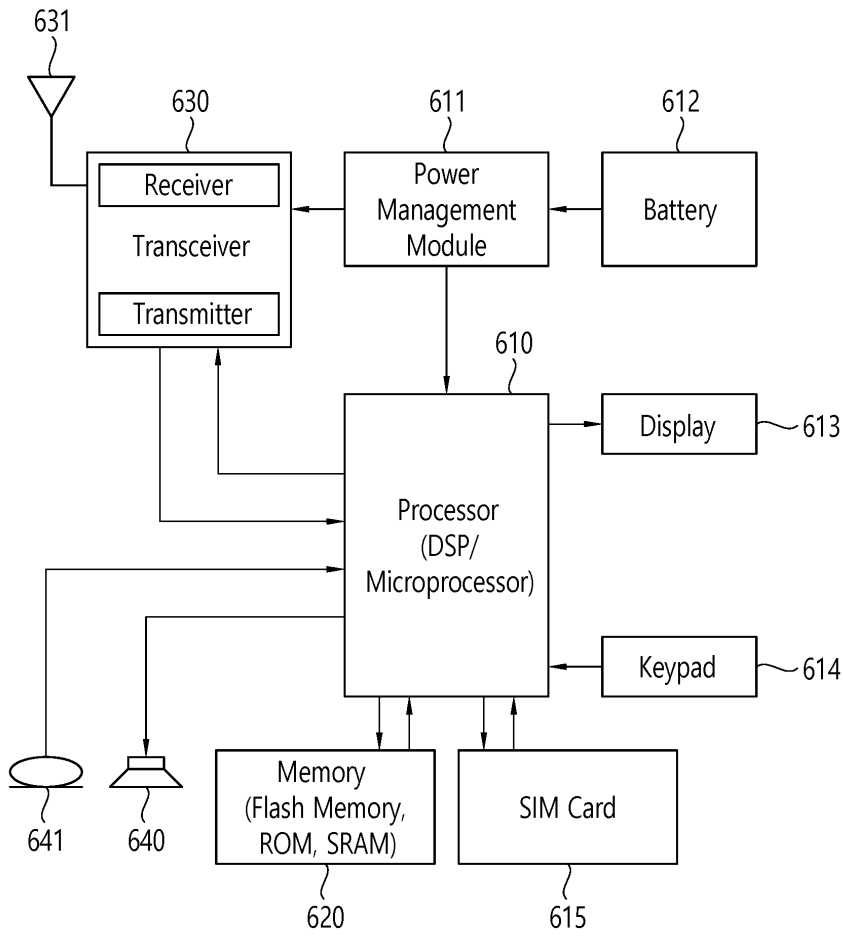 631
630
611
612
Receiver
Transceiver
Transmitter
Power
Management
Module
Battery
610
Display
613
Processor
(DSP/
Microprocessor)
Keypad
614
Memory
(Flash Memory,
ROM, SRAM)
SIM Card
641
640
620
615